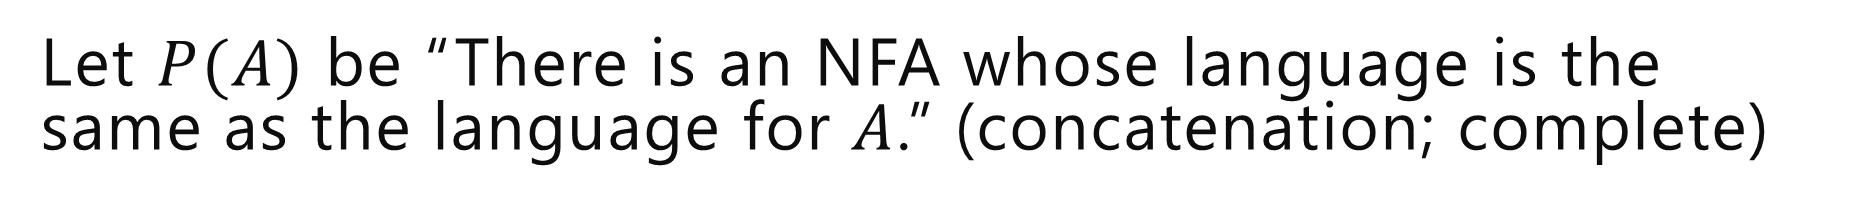 Let P(A) be “There is an NFA whose language is the
same as the language for A.” (concatenation; complete)